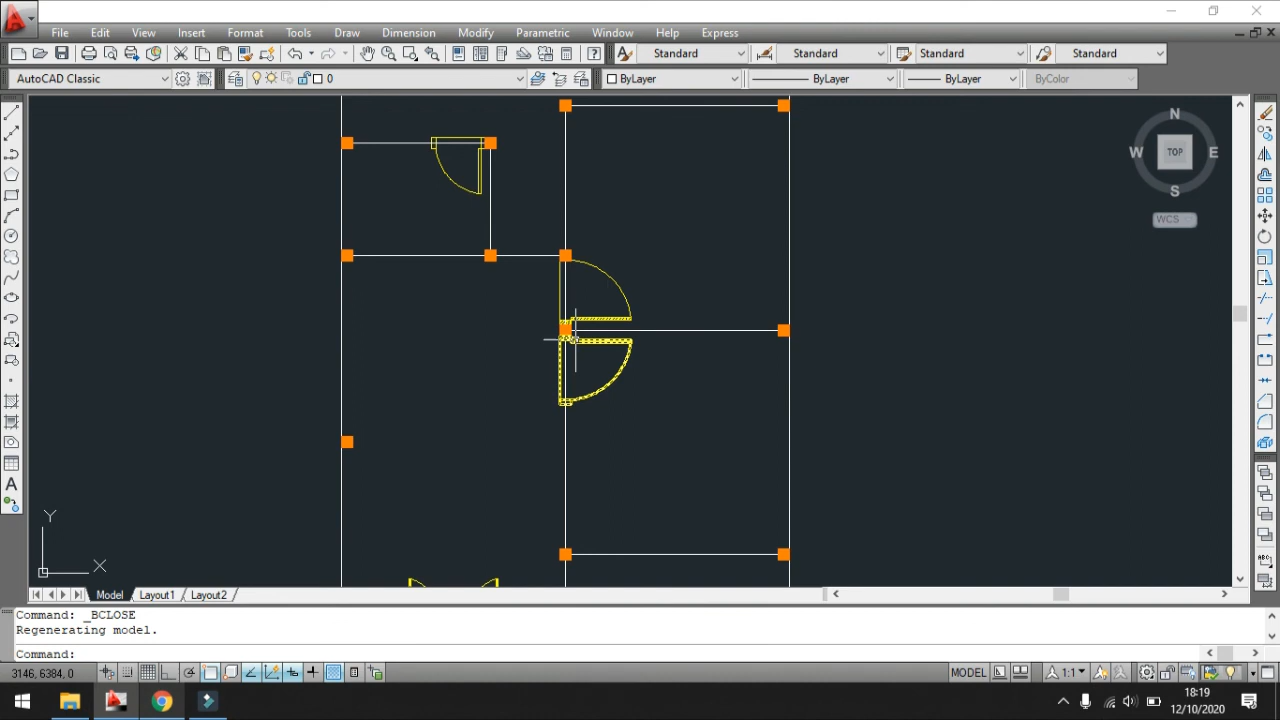 File Edit View Insert Format Tools Draw Dimension Modify Parametric Window Help Express
Standard Standard Standard Standard
AutoCAD Classic 0 ByLayer ByLayer ByLayer ByColor
N
W TOP E
S
WCS
Y
X
Model Layout1 Layout2
Command: _BCLOSE
Regenerating model.
Command:
3146, 6384, 0 MODEL 1:1
18:19
12/10/2020